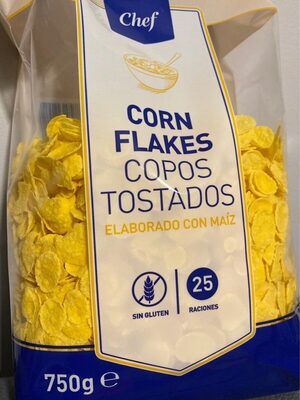 Chef
CORN
FLAKES
COPOS
TOSTADOS
ELABORADO CON MAÍZ
SIN GLUTEN
25
RACIONES
750g ℮